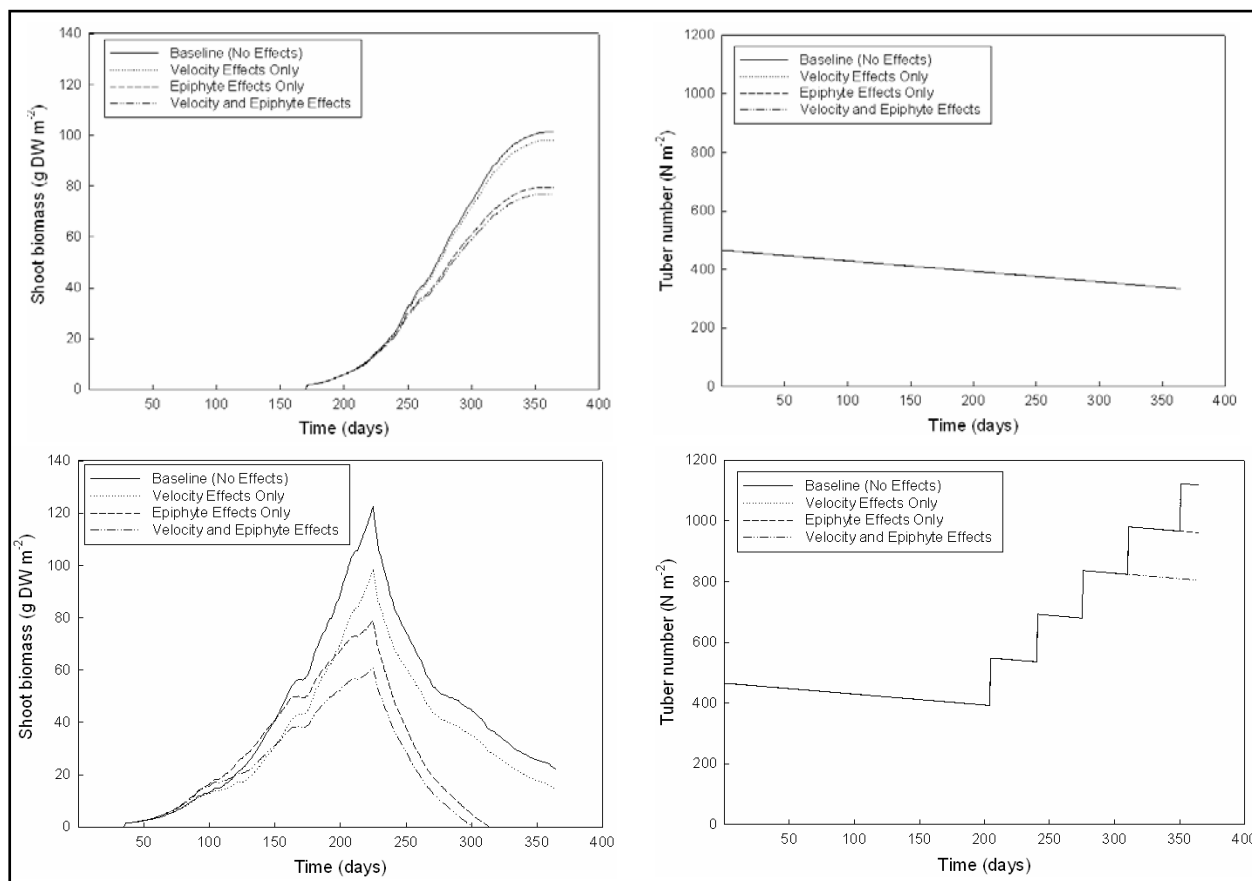 140
120
100
80
60
40
20
0
Shoot biomass (g DW m-2)
Baseline (No Effects)
Velocity Effects Only
Epiphyte Effects Only
Velocity and Epiphyte Effects
50 100 150 200 250 300 350 400
Time (days)
1200
1000
800
600
400
200
0
Tuber number (N m-2)
Baseline (No Effects)
Velocity Effects Only
Epiphyte Effects Only
Velocity and Epiphyte Effects
50 100 150 200 250 300 350 400
Time (days)
140
120
100
80
60
40
20
0
Shoot biomass (g DW m-2)
Baseline (No Effects)
Velocity Effects Only
Epiphyte Effects Only
Velocity and Epiphyte Effects
50 100 150 200 250 300 350 400
Time (days)
1200
1000
800
600
400
200
0
Tuber number (N m-2)
Baseline (No Effects)
Velocity Effects Only
Epiphyte Effects Only
Velocity and Epiphyte Effects
50 100 150 200 250 300 350 400
Time (days)